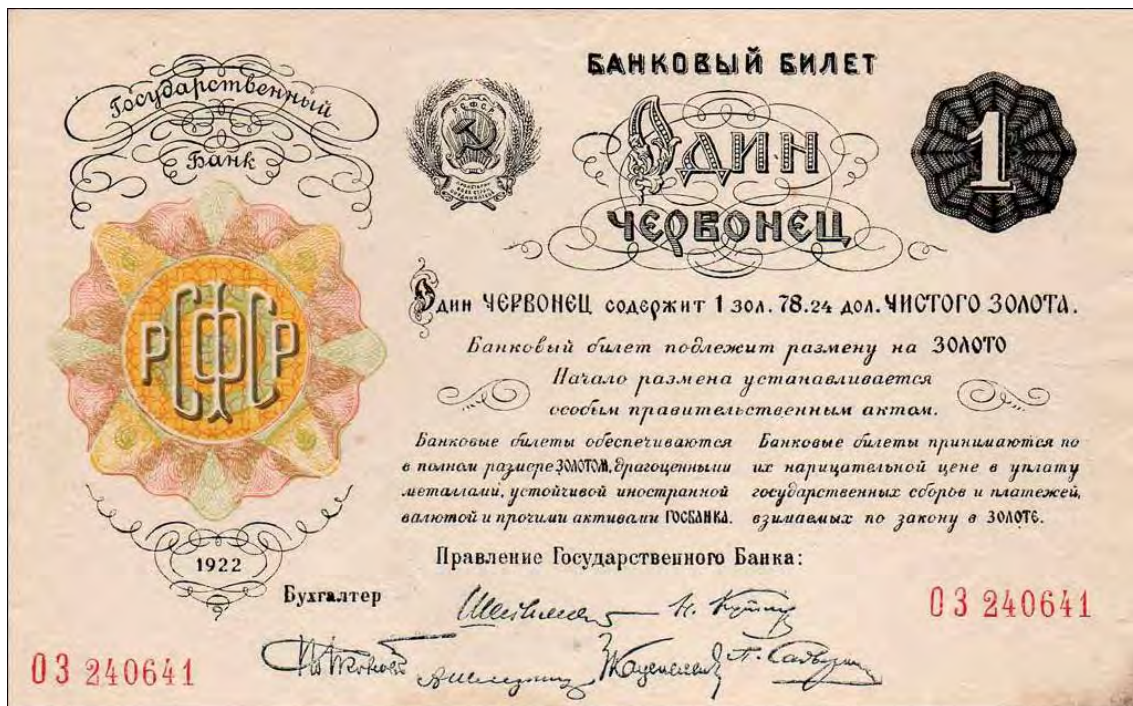 Государственный
Банк
РСФСР
1922
БАНКОВЫЙ БИЛЕТ
РСФСР
ОДИН
ЧЕРВОНЕЦ
1
Один ЧЕРВОНЕЦ содержит 1 зол. 78.24 дол. ЧИСТОГО ЗОЛОТА.
Банковый билет подлежит размену на ЗОЛОТО
Начало размена устанавливается
особым правительственным актом.
Банковые билеты обеспечиваются
в полном размере ЗОЛОТОМ, драгоценными
металлами, устойчивой иностранной
валютой и прочими активами ГОСБАНКА.
Банковые билеты принимаются по
их нарицательной цене в уплату
государственных сборов и платежей,
взимаемых по закону в ЗОЛОТЕ.
Правление Государственного Банка:
Бухгалтер
ОЗ 240641
ОЗ 240641